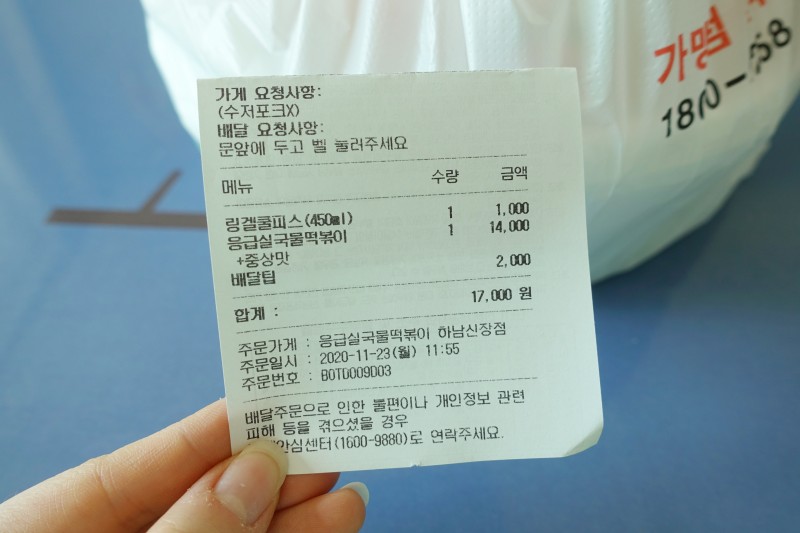 가게 요청사항:
(수저포크X)
배달 요청사항:
문앞에 두고 벨 눌러주세요
메뉴 수량 금액
링겔쿨피스(450ml) 1 1,000
응급실국물떡볶이 1 14,000
+중상맛
배달팁 2,000
합계 : 17,000 원
주문가게 : 응급실국물떡볶이 하남신장점
주문일시 : 2020-11-23(월) 11:55
주문번호 : B0TD009D03
배달주문으로 인한 불편이나 개인정보 관련
피해 등을 겪으셨을 경우
안심센터(1600-9880)로 연락주세요.
가맹